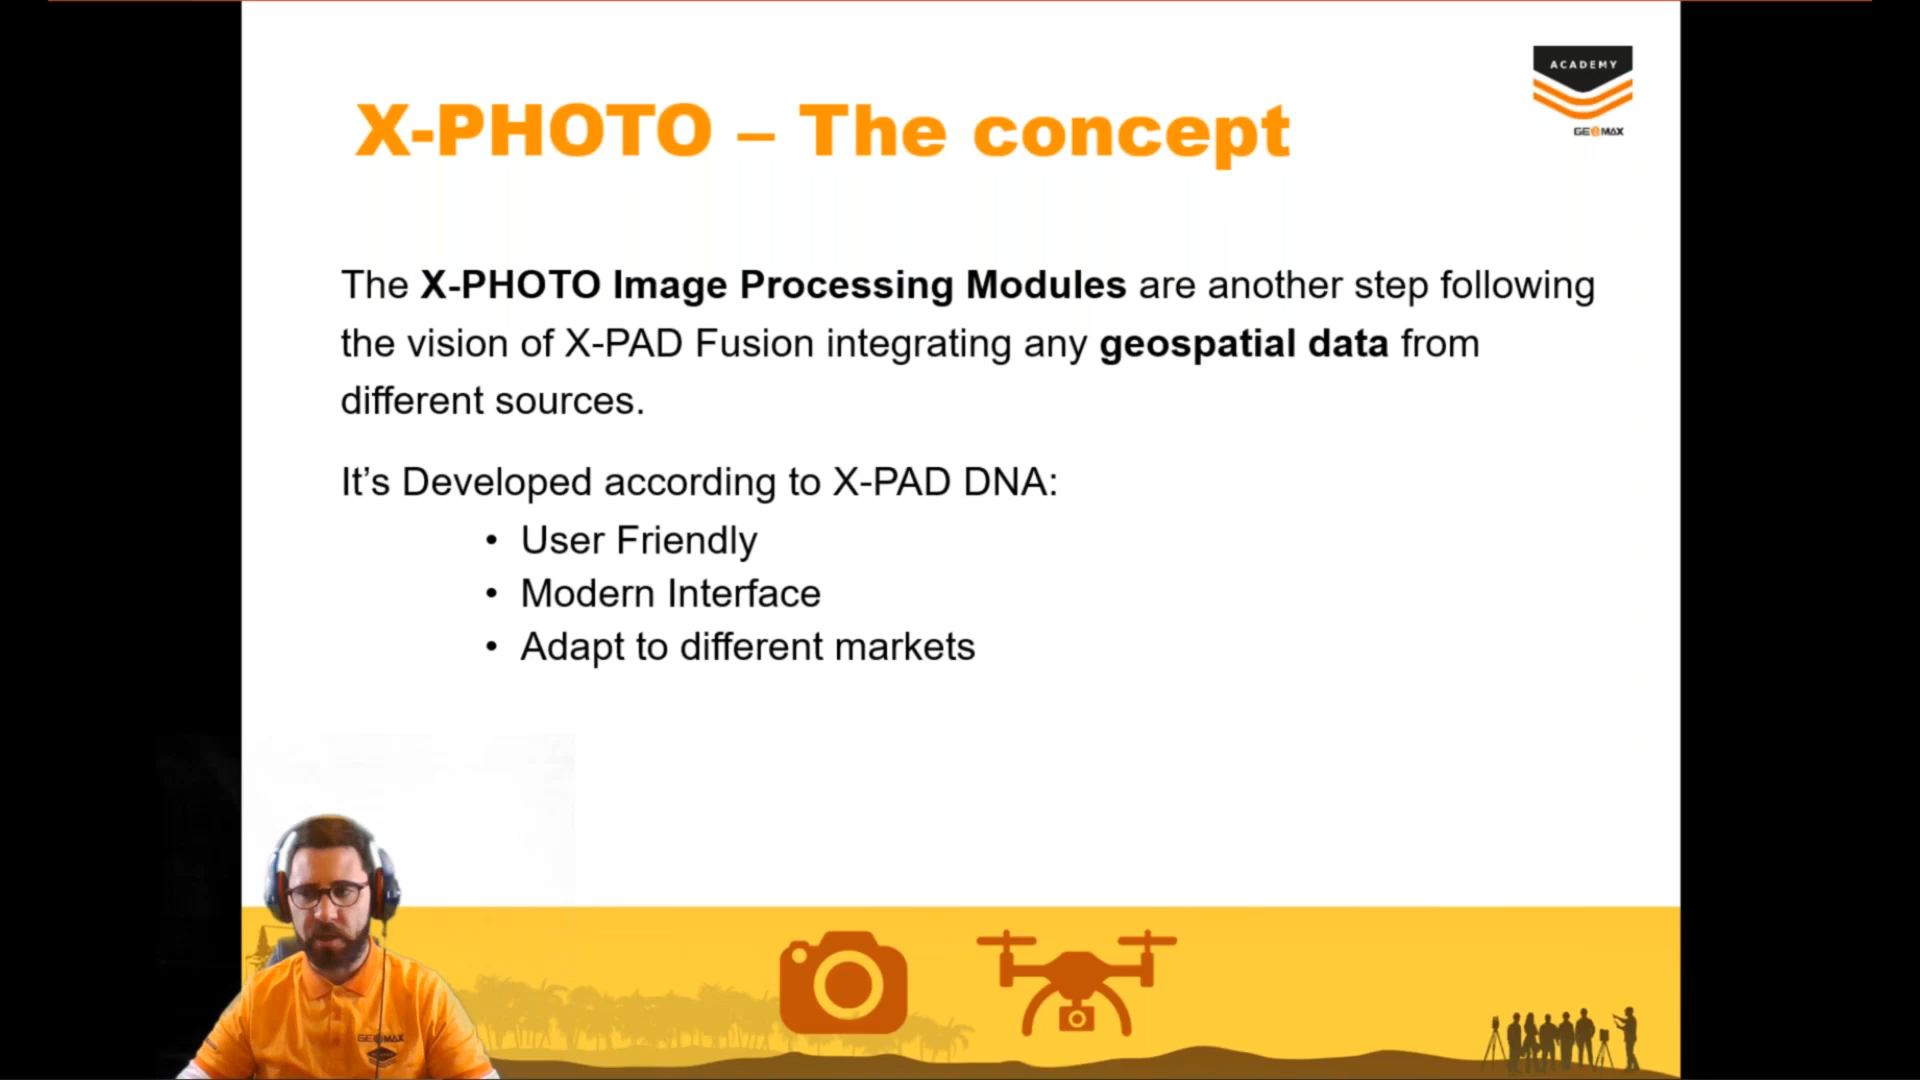 ACADEMY
GEOMAX
X-PHOTO – The concept
The X-PHOTO Image Processing Modules are another step following
the vision of X-PAD Fusion integrating any geospatial data from
different sources.
It’s Developed according to X-PAD DNA:
• User Friendly
• Modern Interface
• Adapt to different markets
GEOMAX